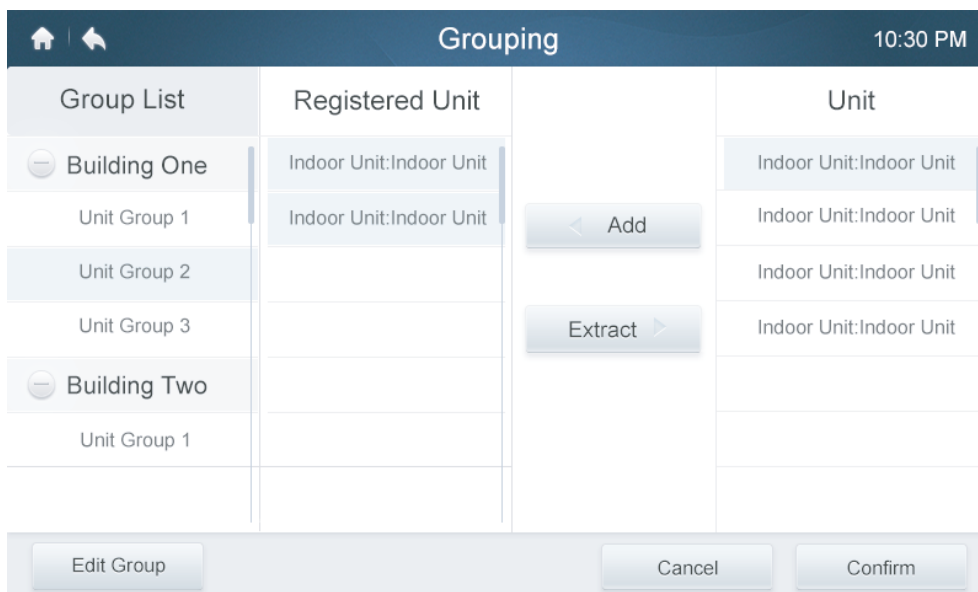 Grouping
10:30 PM
Group List
Registered Unit
Unit
Building One
Unit Group 1
Unit Group 2
Unit Group 3
Building Two
Unit Group 1
Indoor Unit:Indoor Unit
Indoor Unit:Indoor Unit
Add
Extract
Indoor Unit:Indoor Unit
Indoor Unit:Indoor Unit
Indoor Unit:Indoor Unit
Indoor Unit:Indoor Unit
Edit Group
Cancel
Confirm